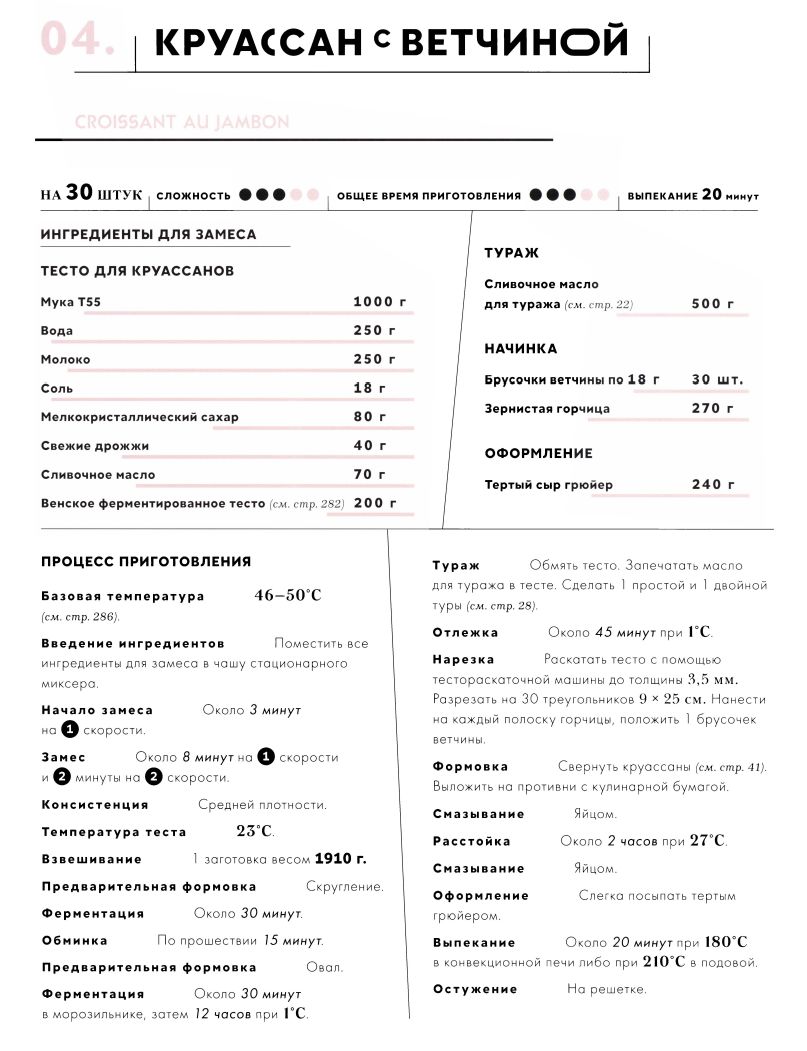 04. КРУАССАН С ВЕТЧИНОЙ
CROISSANT AU JAMBON
НА 30 ШТУК СЛОЖНОСТЬ ОБЩЕЕ ВРЕМЯ ПРИГОТОВЛЕНИЯ ВЫПЕКАНИЕ 20 минут
ИНГРЕДИЕНТЫ ДЛЯ ЗАМЕСА
ТЕСТО ДЛЯ КРУАССАНОВ
Мука Т55 1000 г
Вода 250 г
Молоко 250 г
Соль 18 г
Мелкокристаллический сахар 80 г
Свежие дрожжи 40 г
Сливочное масло 70 г
Венское ферментированное тесто (см. стр. 282) 200 г
ТУРАЖ
Сливочное масло
для туража (см. стр. 22) 500 г
НАЧИНКА
Брусочки ветчины по 18 г 30 шт.
Зернистая горчица 270 г
ОФОРМЛЕНИЕ
Тертый сыр грюйер 240 г
ПРОЦЕСС ПРИГОТОВЛЕНИЯ
Базовая температура 46–50°C
(см. стр. 286).
Введение ингредиентов Поместить все
ингредиенты для замеса в чашу стационарного
миксера.
Начало замеса Около 3 минут
на 1 скорости.
Замес Около 8 минут на 1 скорости
и 2 минуты на 2 скорости.
Консистенция Средней плотности.
Температура теста 23°C.
Взвешивание 1 заготовка весом 1910 г.
Предварительная формовка Скругление.
Ферментация Около 30 минут.
Обминка По прошествии 15 минут.
Предварительная формовка Овал.
Ферментация Около 30 минут
в морозильнике, затем 12 часов при 1°C.
Тураж Обмять тесто. Запечатать масло
для туража в тесте. Сделать 1 простой и 1 двойной
туры (см. стр. 28).
Отлежка Около 45 минут при 1°C.
Нарезка Раскатать тесто с помощью
тестораскаточной машины до толщины 3,5 мм.
Разрезать на 30 треугольников 9 × 25 см. Нанести
на каждый полоску горчицы, положить 1 брусочек
ветчины.
Формовка Свернуть круассаны (см. стр. 41).
Выложить на противни с кулинарной бумагой.
Смазывание Яйцом.
Расстойка Около 2 часов при 27°C.
Смазывание Яйцом.
Оформление Слегка посыпать тертым
грюйером.
Выпекание Около 20 минут при 180°C
в конвекционной печи либо при 210°C в подовой.
Остужение На решетке.